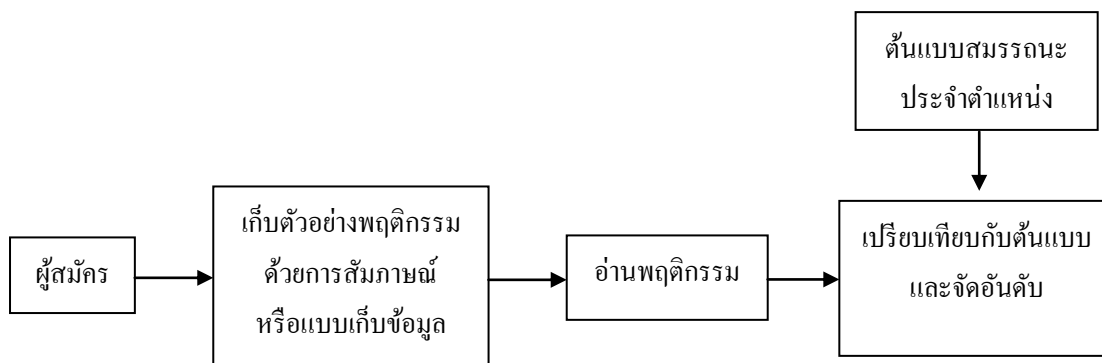 ต้นแบบสมรรถนะ
ประจำตำแหน่ง
ผู้สมัคร
เก็บตัวอย่างพฤติกรรม
ด้วยการสัมภาษณ์
หรือแบบเก็บข้อมูล
อ่านพฤติกรรม
เปรียบเทียบกับต้นแบบ
และจัดอันดับ